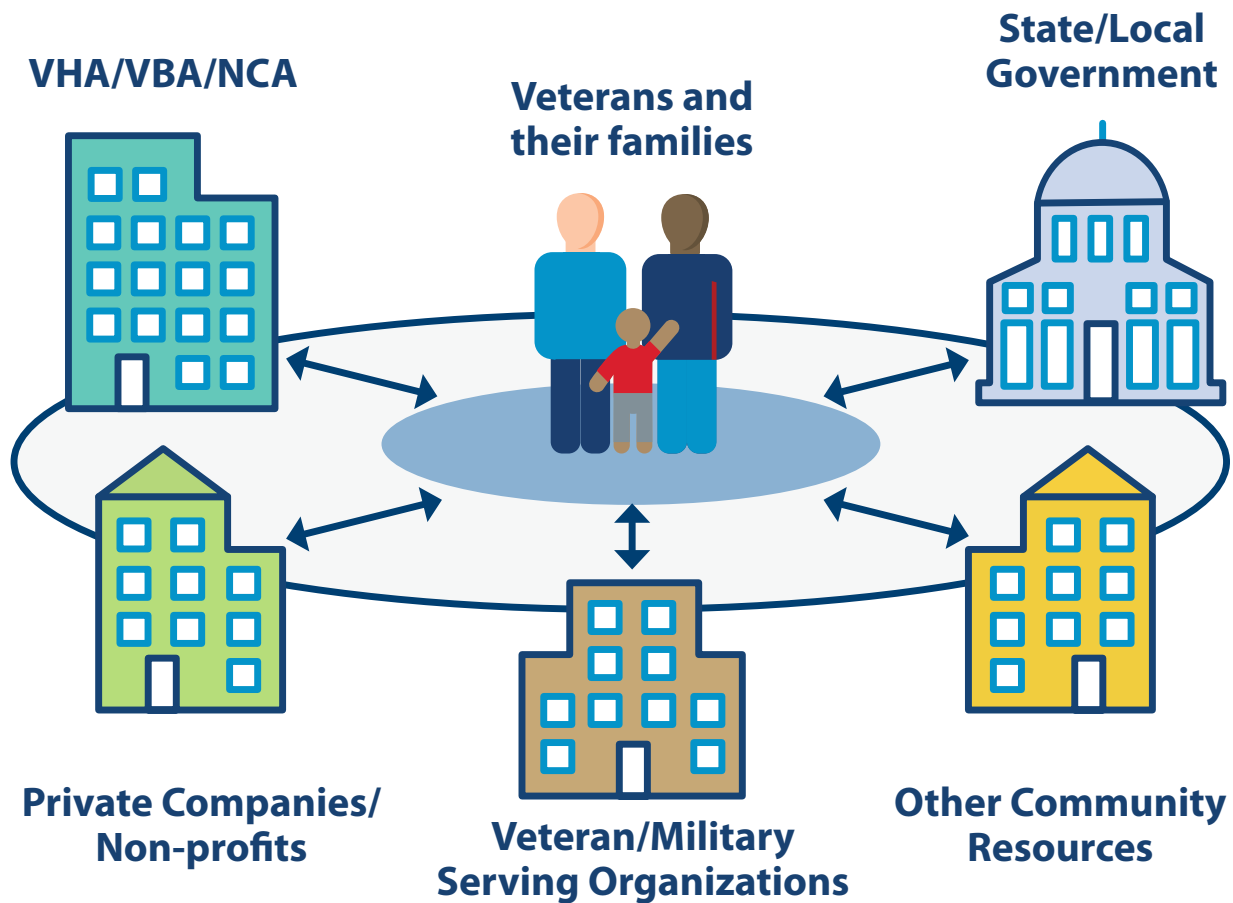 VHA/VBA/NCA
Veterans and
their families
State/Local
Government
Private Companies/
Non-profits
Veteran/Military
Serving Organizations
Other Community
Resources